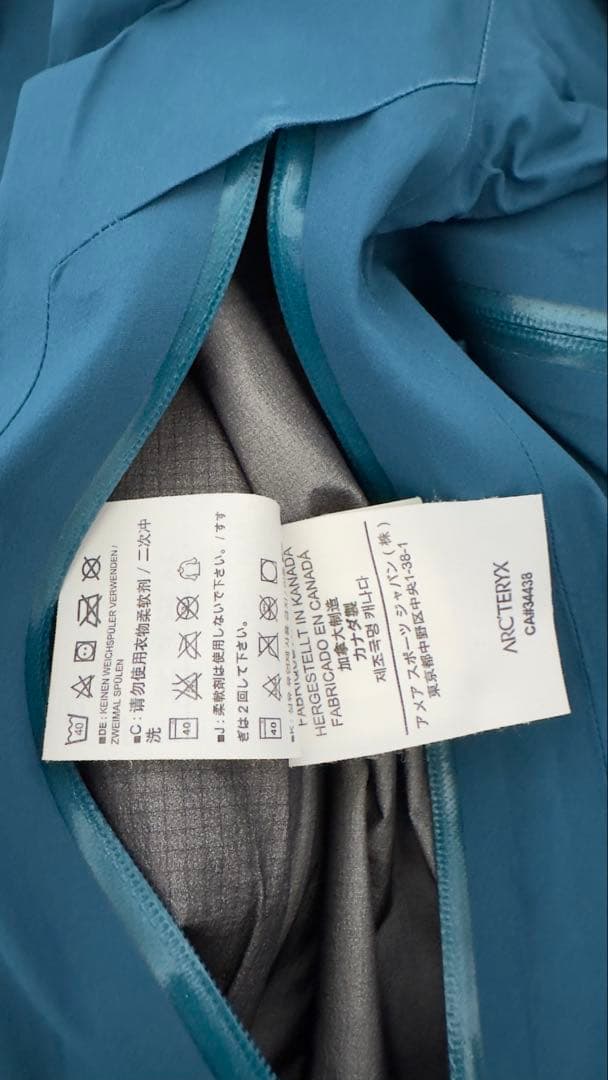 40
■DE: KEINEN WEICHSPÜLER VERWENDEN /
ZWEIMAL SPÜLEN
■C: 请勿使用衣物柔软剂 / 二次冲
洗
40
■J: 柔軟剤は使用しないで下さい。/ すす
ぎは2回して下さい。
40
HERGESTELLT IN KANADA
FABRICADO EN CANADÁ
加拿大制造
カナダ製
제조국명 캐나다
アメア スポーツ ジャパン (株)
東京都中野区中央1-38-1
ARC'TERYX
CA#34438